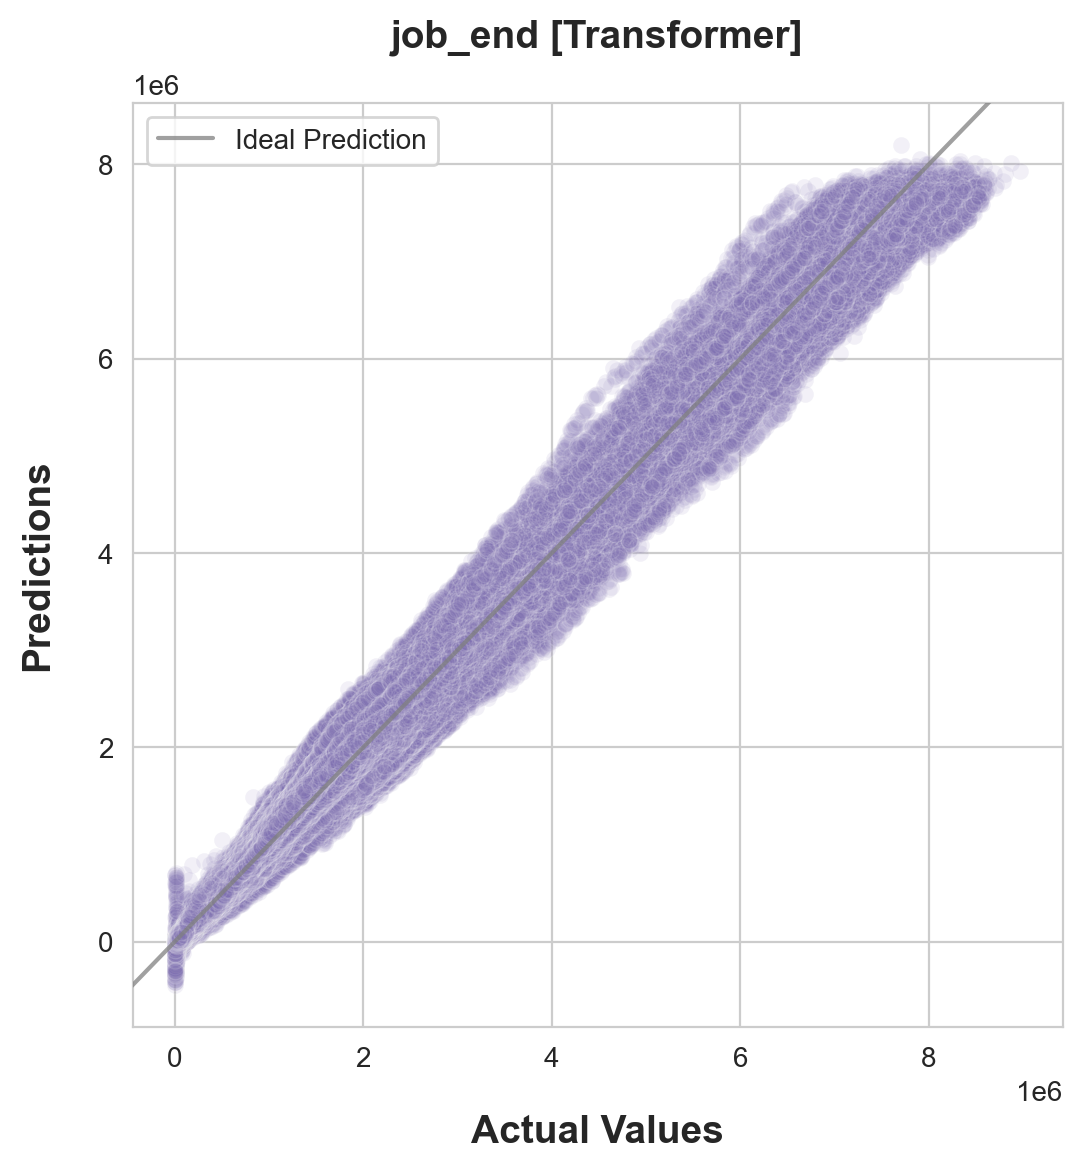 job_end [Transformer]
1e6
Ideal Prediction
8
6
4
2
0
Predictions
0 2 4 6 8
1e6
Actual Values